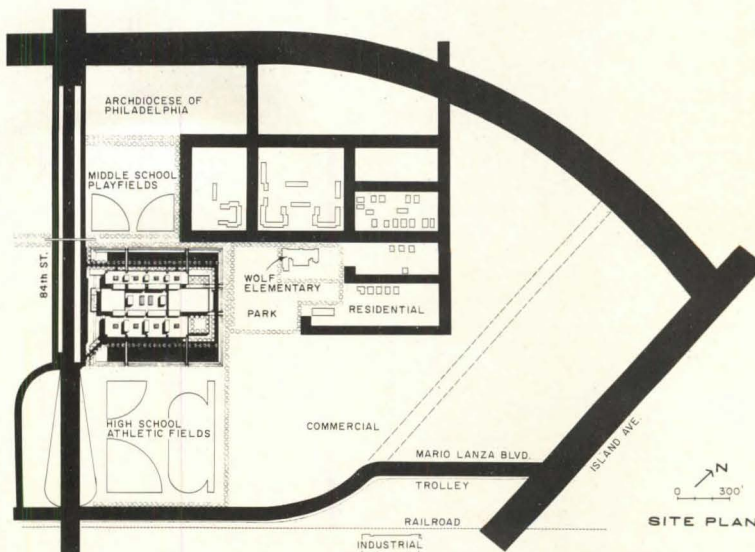 ARCHDIOCESE OF
PHILADELPHIA
MIDDLE SCHOOL
PLAYFIELDS
84th ST.
WOLF
ELEMENTARY
PARK
RESIDENTIAL
HIGH SCHOOL
ATHLETIC FIELDS
COMMERCIAL
MARIO LANZA BLVD.
TROLLEY
ISLAND AVE.
RAILROAD
INDUSTRIAL
N
0 300'
SITE PLAN